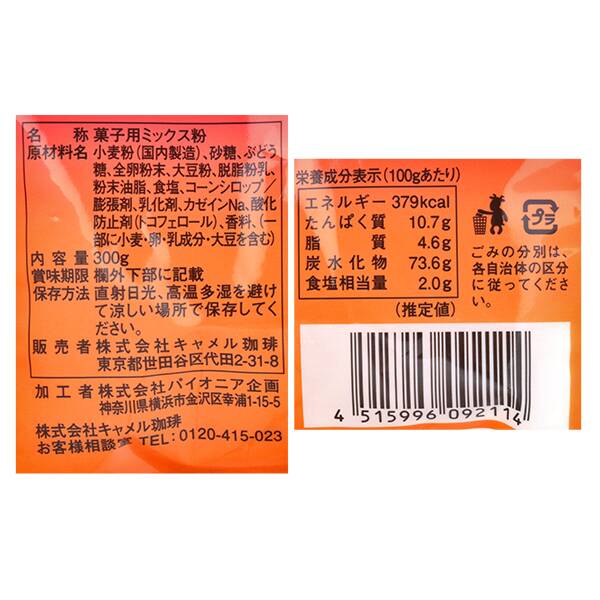 名　称 菓子用ミックス粉
原材料名 小麦粉(国内製造)、砂糖、ぶどう
糖、全卵粉末、大豆粉、脱脂粉乳、
粉末油脂、食塩、コーンシロップ／
膨張剤、乳化剤、カゼインNa、酸化
防止剤(トコフェロール)、香料、(一
部に小麦・卵・乳成分・大豆を含む)
内容量 300g
賞味期限 欄外下部に記載
保存方法 直射日光、高温多湿を避け
て涼しい場所で保存してく
ださい。
販売者 株式会社キャメル珈琲
東京都世田谷区代田2-31-8
加工者 株式会社パイオニア企画
神奈川県横浜市金沢区幸浦1-15-5
株式会社キャメル珈琲
お客様相談室 TEL：0120-415-023
栄養成分表示(100gあたり)
エネルギー 379kcal
たんぱく質 10.7g
脂質 4.6g
炭水化物 73.6g
食塩相当量 2.0g
(推定値)
プラ
ごみの分別は、
各自治体の区分
に従ってくださ
い。
4 515996 092114